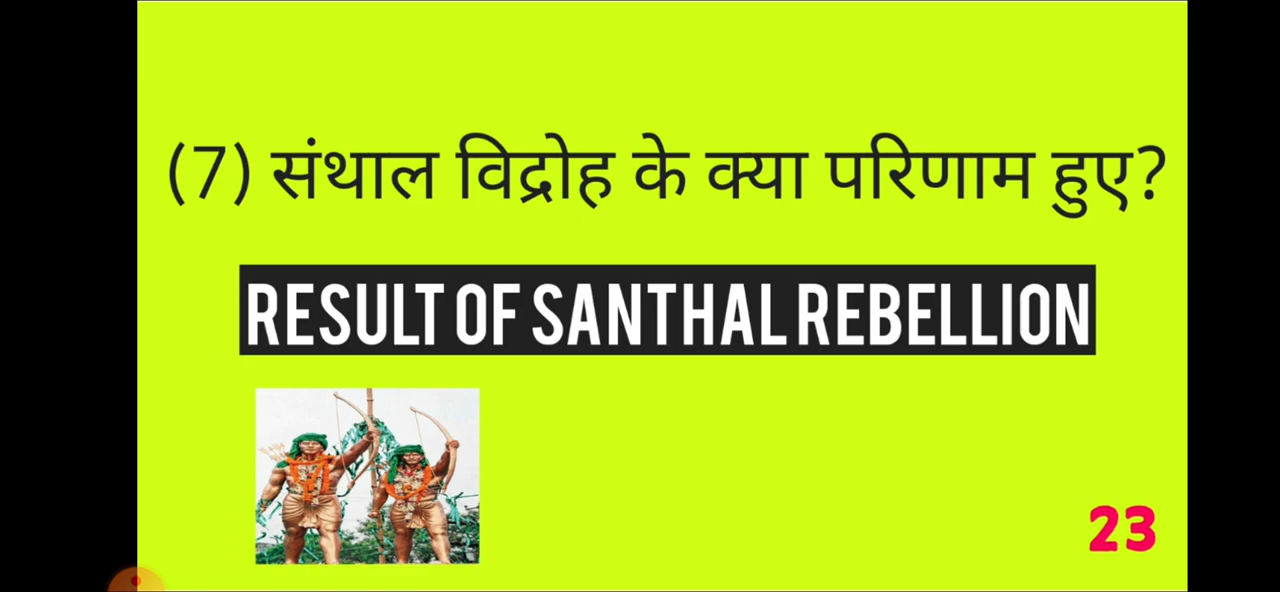 (7) संथाल विद्रोह के क्या परिणाम हुए?
RESULT OF SANTHAL REBELLION
23